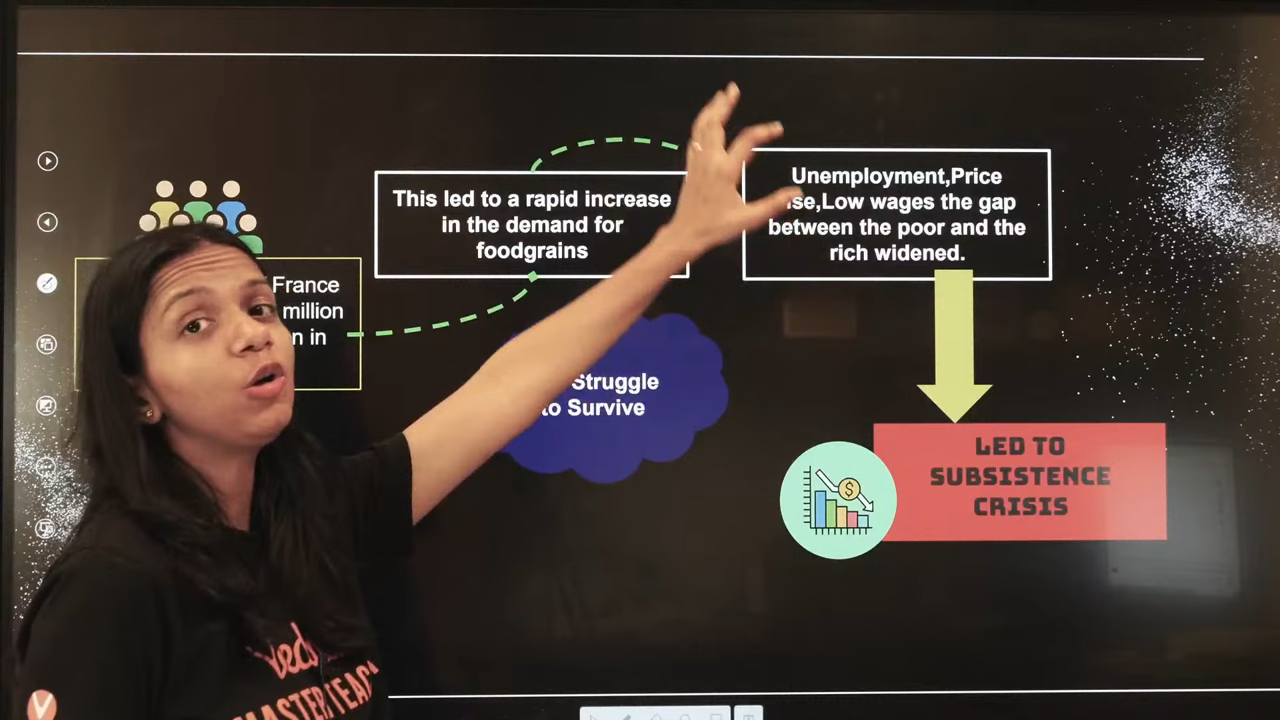 France
million
in
This led to a rapid increase
in the demand for
foodgrains
Unemployment,Price
,Low wages the gap
between the poor and the
rich widened.
Struggle
to Survive
$
LED TO
SUBSISTENCE
CRISIS
V